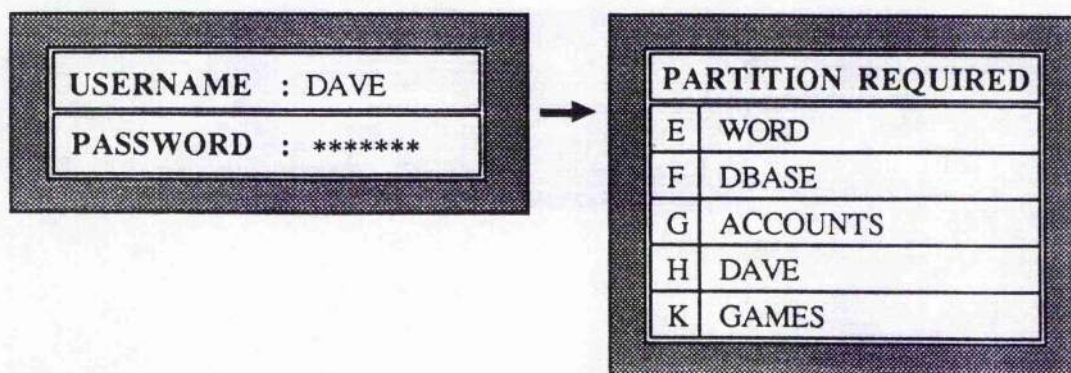 USERNAME : DAVE
PASSWORD : *******
PARTITION REQUIRED
E WORD
F DBASE
G ACCOUNTS
H DAVE
K GAMES